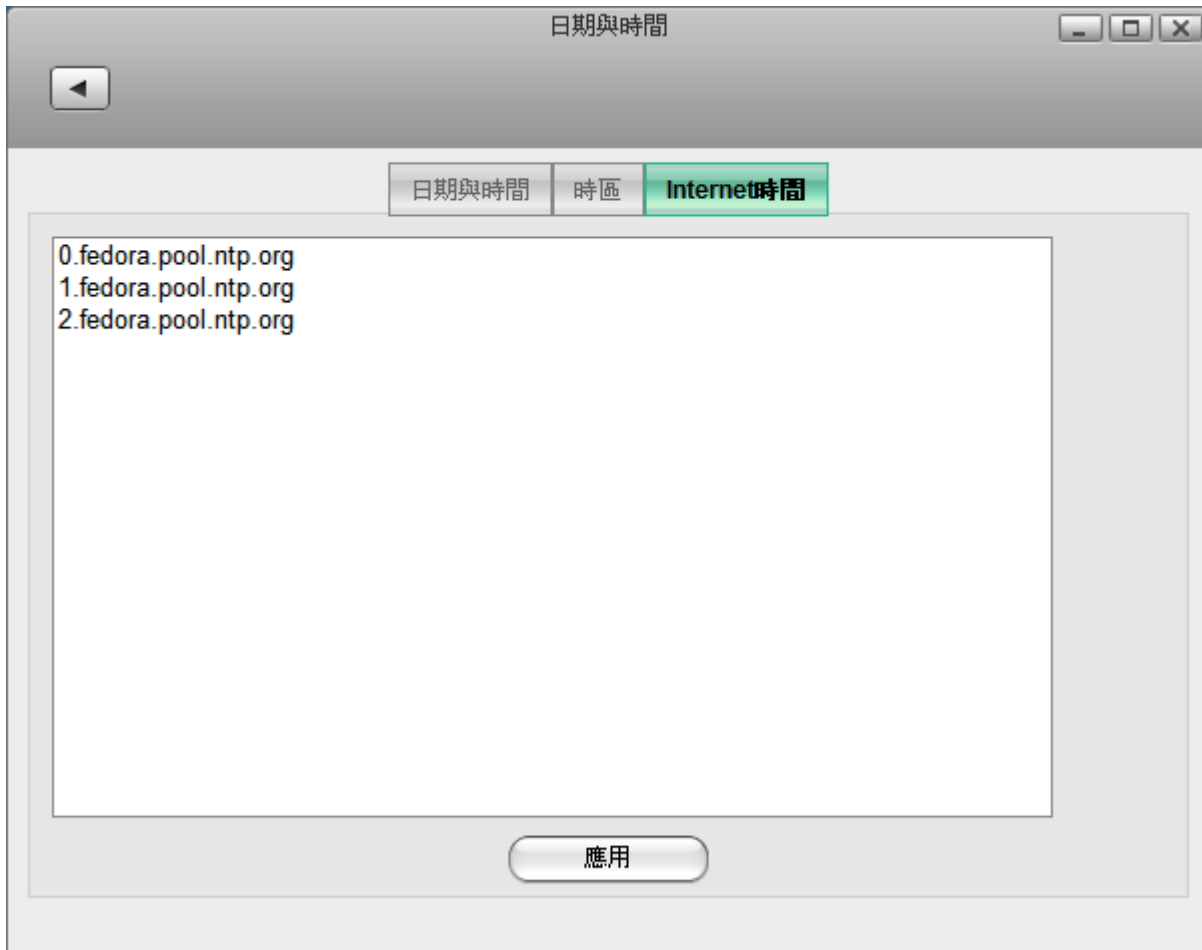 日期與時間
日期與時間 時區 Internet時間
0.fedora.pool.ntp.org
1.fedora.pool.ntp.org
2.fedora.pool.ntp.org
應用